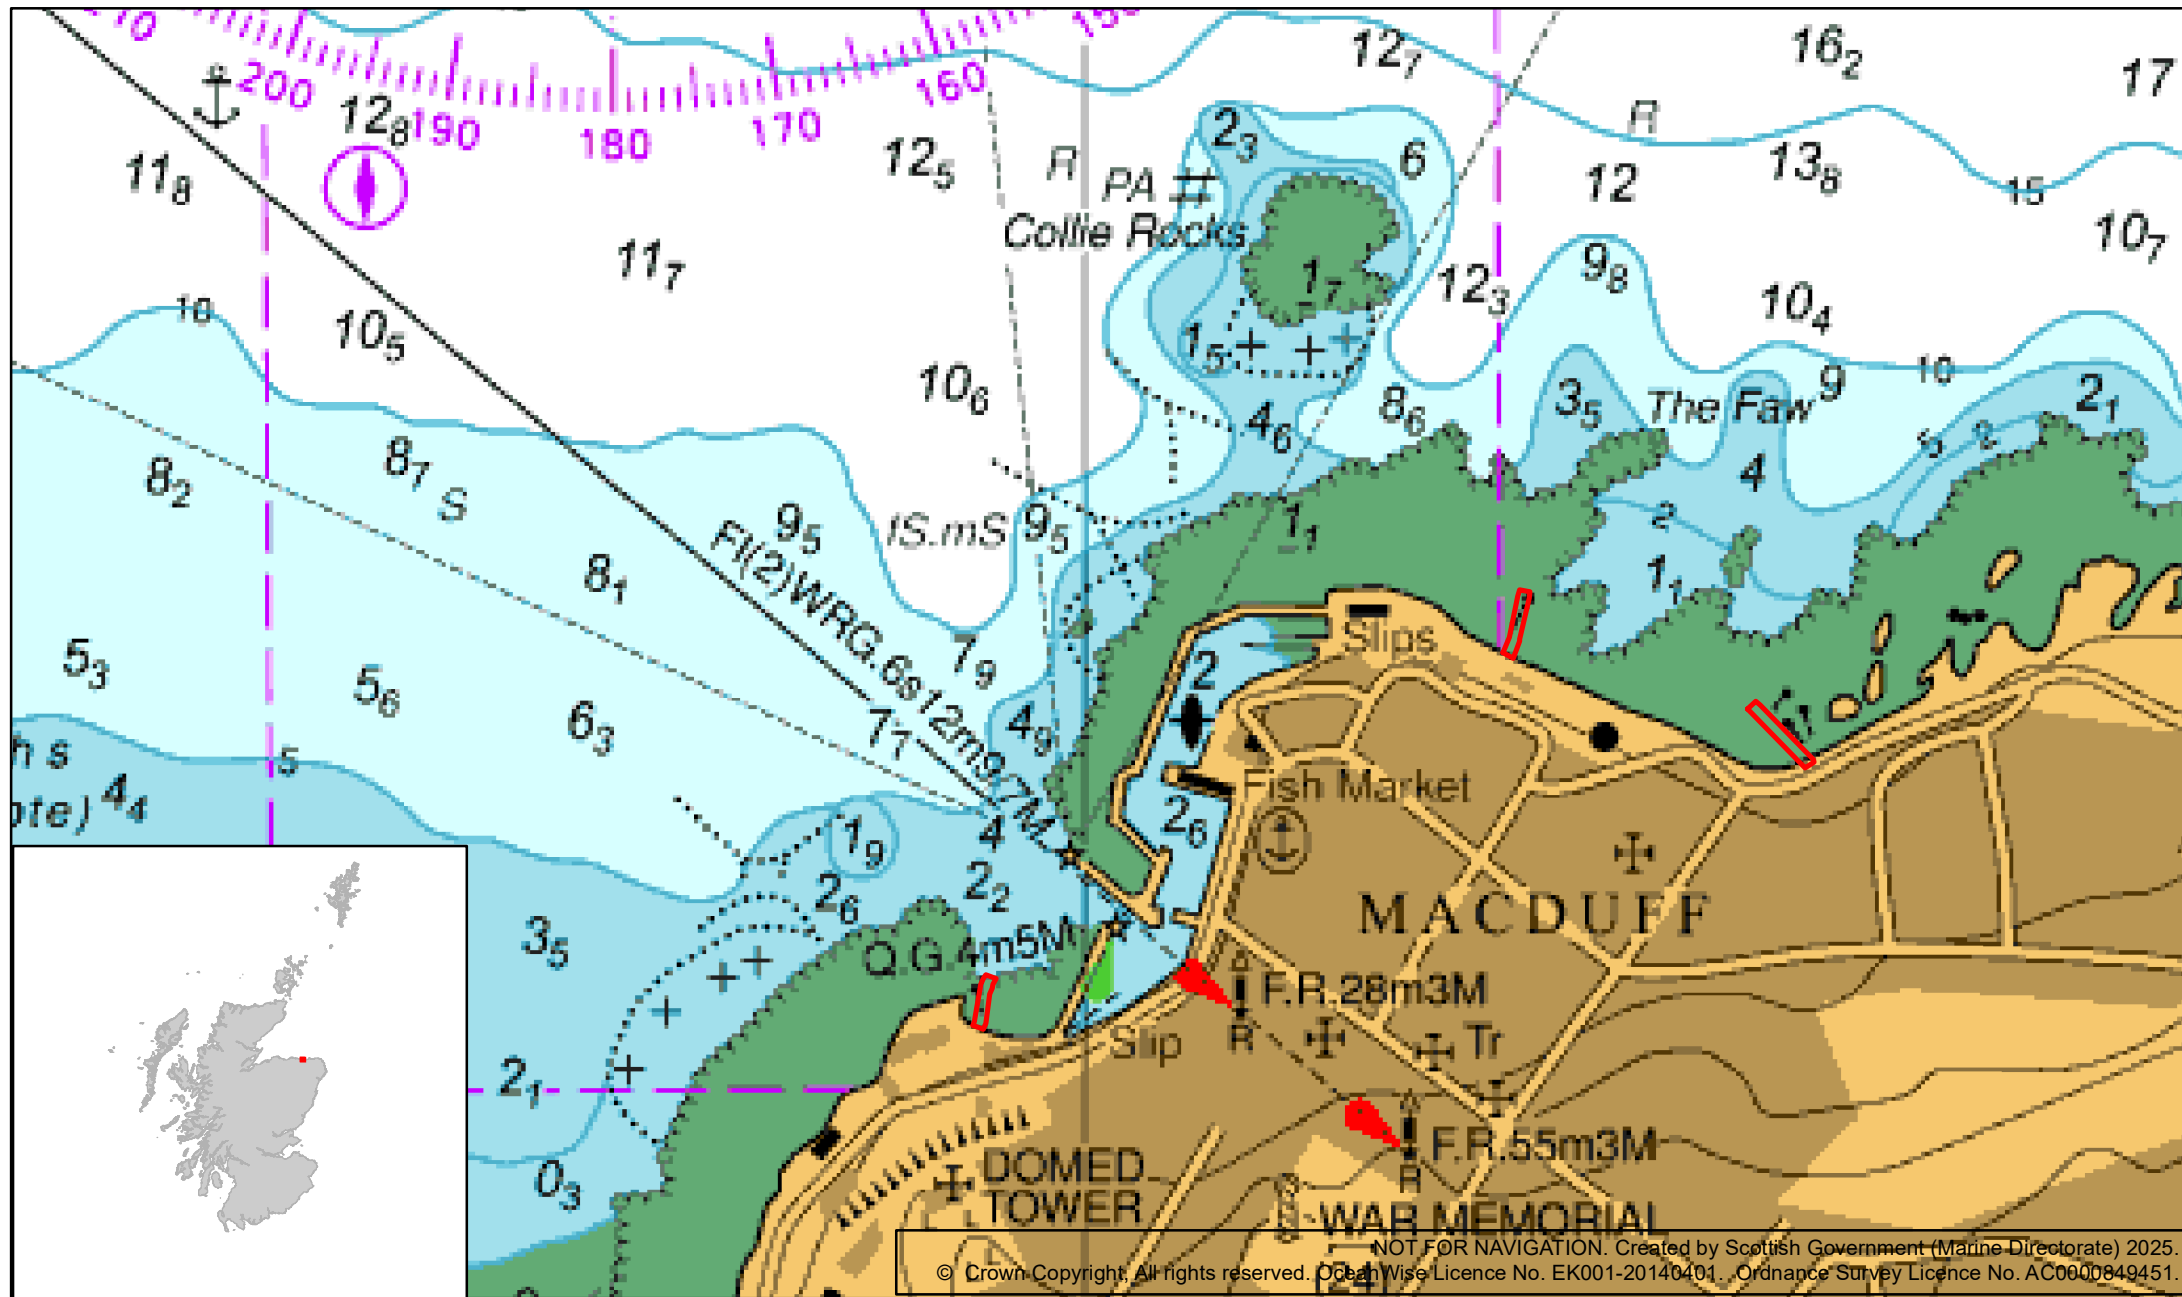 200
190
180
170
160
12₇
16₂
17
12₈
11₈
12₅
R
2₃
6
R
12
13₈
15
PA
Collie Rocks
10₇
11₇
1₇
12₃
9₈
10₄
10
10₅
1₅
10₆
4₆
8₆
3₅
The Faw
9
10
2₁
8₂
8₁
S
9₅
IS.mS
9₅
1₁
5
2
4
2
1₁
8₁
Fl(2)WRG.6s12m9/7M
Slips
5₃
5₆
6₃
7₉
7₇
4₉
2
h s
5
ote)
4₄
Fish Market
2₆
4
1₉
2₂
2₆
MACDUFF
3₅
Q.G.4m5M
F.R.28m3M
R
Slip
Tr
2₁
0₃
F.R.55m3M
R
DOMED
TOWER
WAR MEMORIAL
NOT FOR NAVIGATION. Created by Scottish Government (Marine Directorate) 2025.
© Crown Copyright, All rights reserved. OceanWise Licence No. EK001-20140401. Ordnance Survey Licence No. AC0000849451.